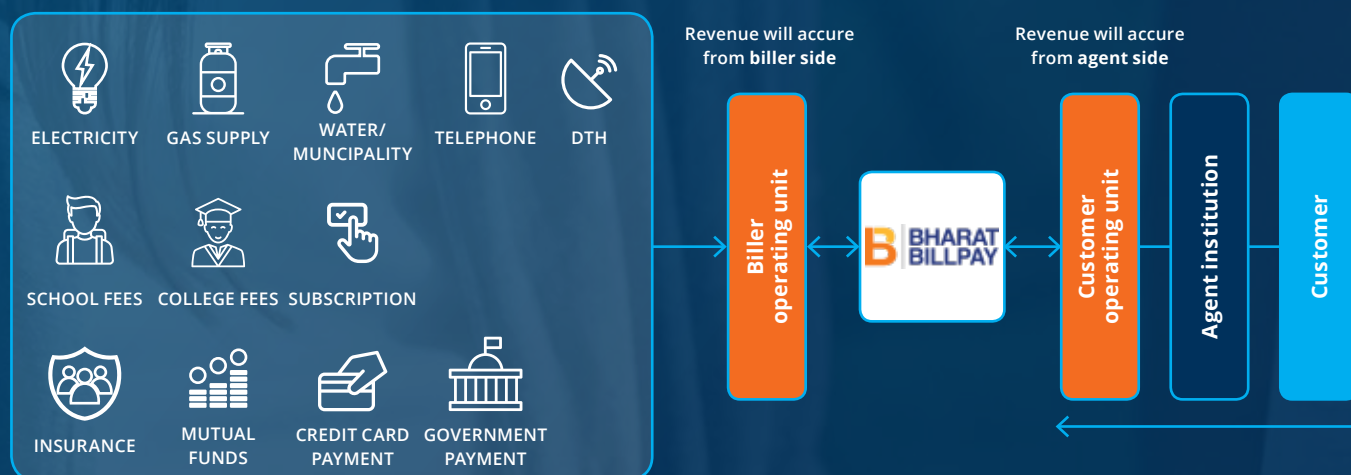 ELECTRICITY
GAS SUPPLY
WATER/
MUNCIPALITY
TELEPHONE
DTH
SCHOOL FEES
COLLEGE FEES
SUBSCRIPTION
INSURANCE
MUTUAL
FUNDS
CREDIT CARD
PAYMENT
GOVERNMENT
PAYMENT
Revenue will accure
from biller side
Biller
operating unit
B BHARAT
BILLPAY
Revenue will accure
from agent side
Customer
operating unit
Agent institution
Customer